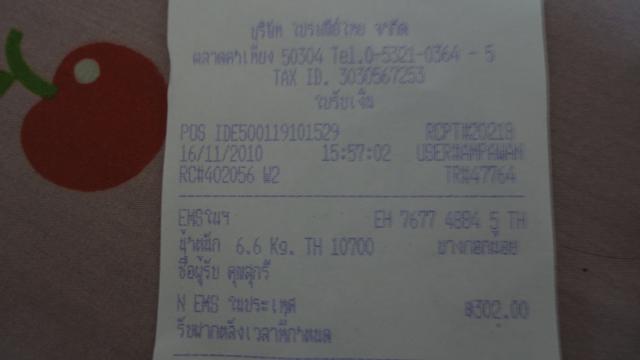 บริษัท ไปรษณีย์ไทย จำกัด
ตลาดคำเที่ยง 50304 Tel.0-5321-0364 - 5
TAX ID. 3030567253
ใบรับเงิน
POS IDE500119101529 RCPT#20218
16/11/2010 15:57:02 USER#AMPAWAN
RC#402056 W2 TR#47764
EMSในฯ EH 7677 4884 5 TH
น้ำหนัก 6.6 Kg. TH 10700 บางกอกน้อย
ชื่อผู้รับ คุณสุกรี
N EMS ในประเทศ ฿302.00
รับฝากหลังเวลาที่กำหนด